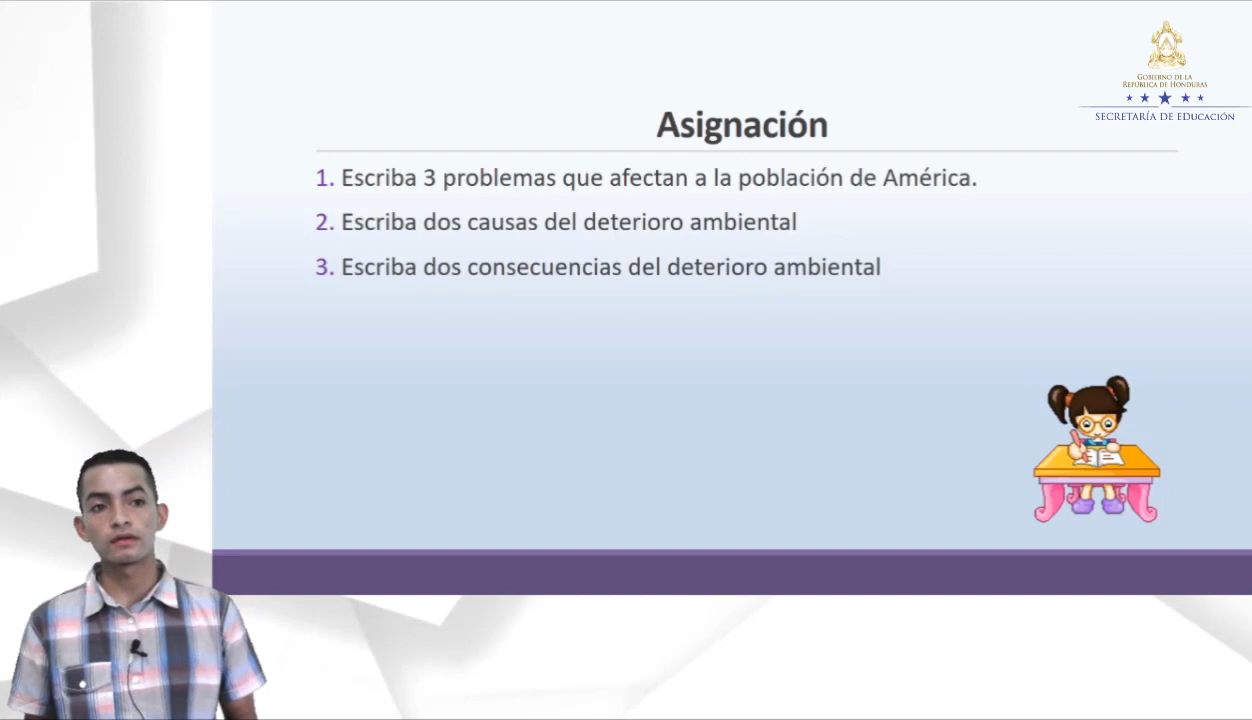 GOBIERNO DE LA
REPÚBLICA DE HONDURAS
SECRETARÍA DE EDUCACIÓN
Asignación
1. Escriba 3 problemas que afectan a la población de América.
2. Escriba dos causas del deterioro ambiental
3. Escriba dos consecuencias del deterioro ambiental